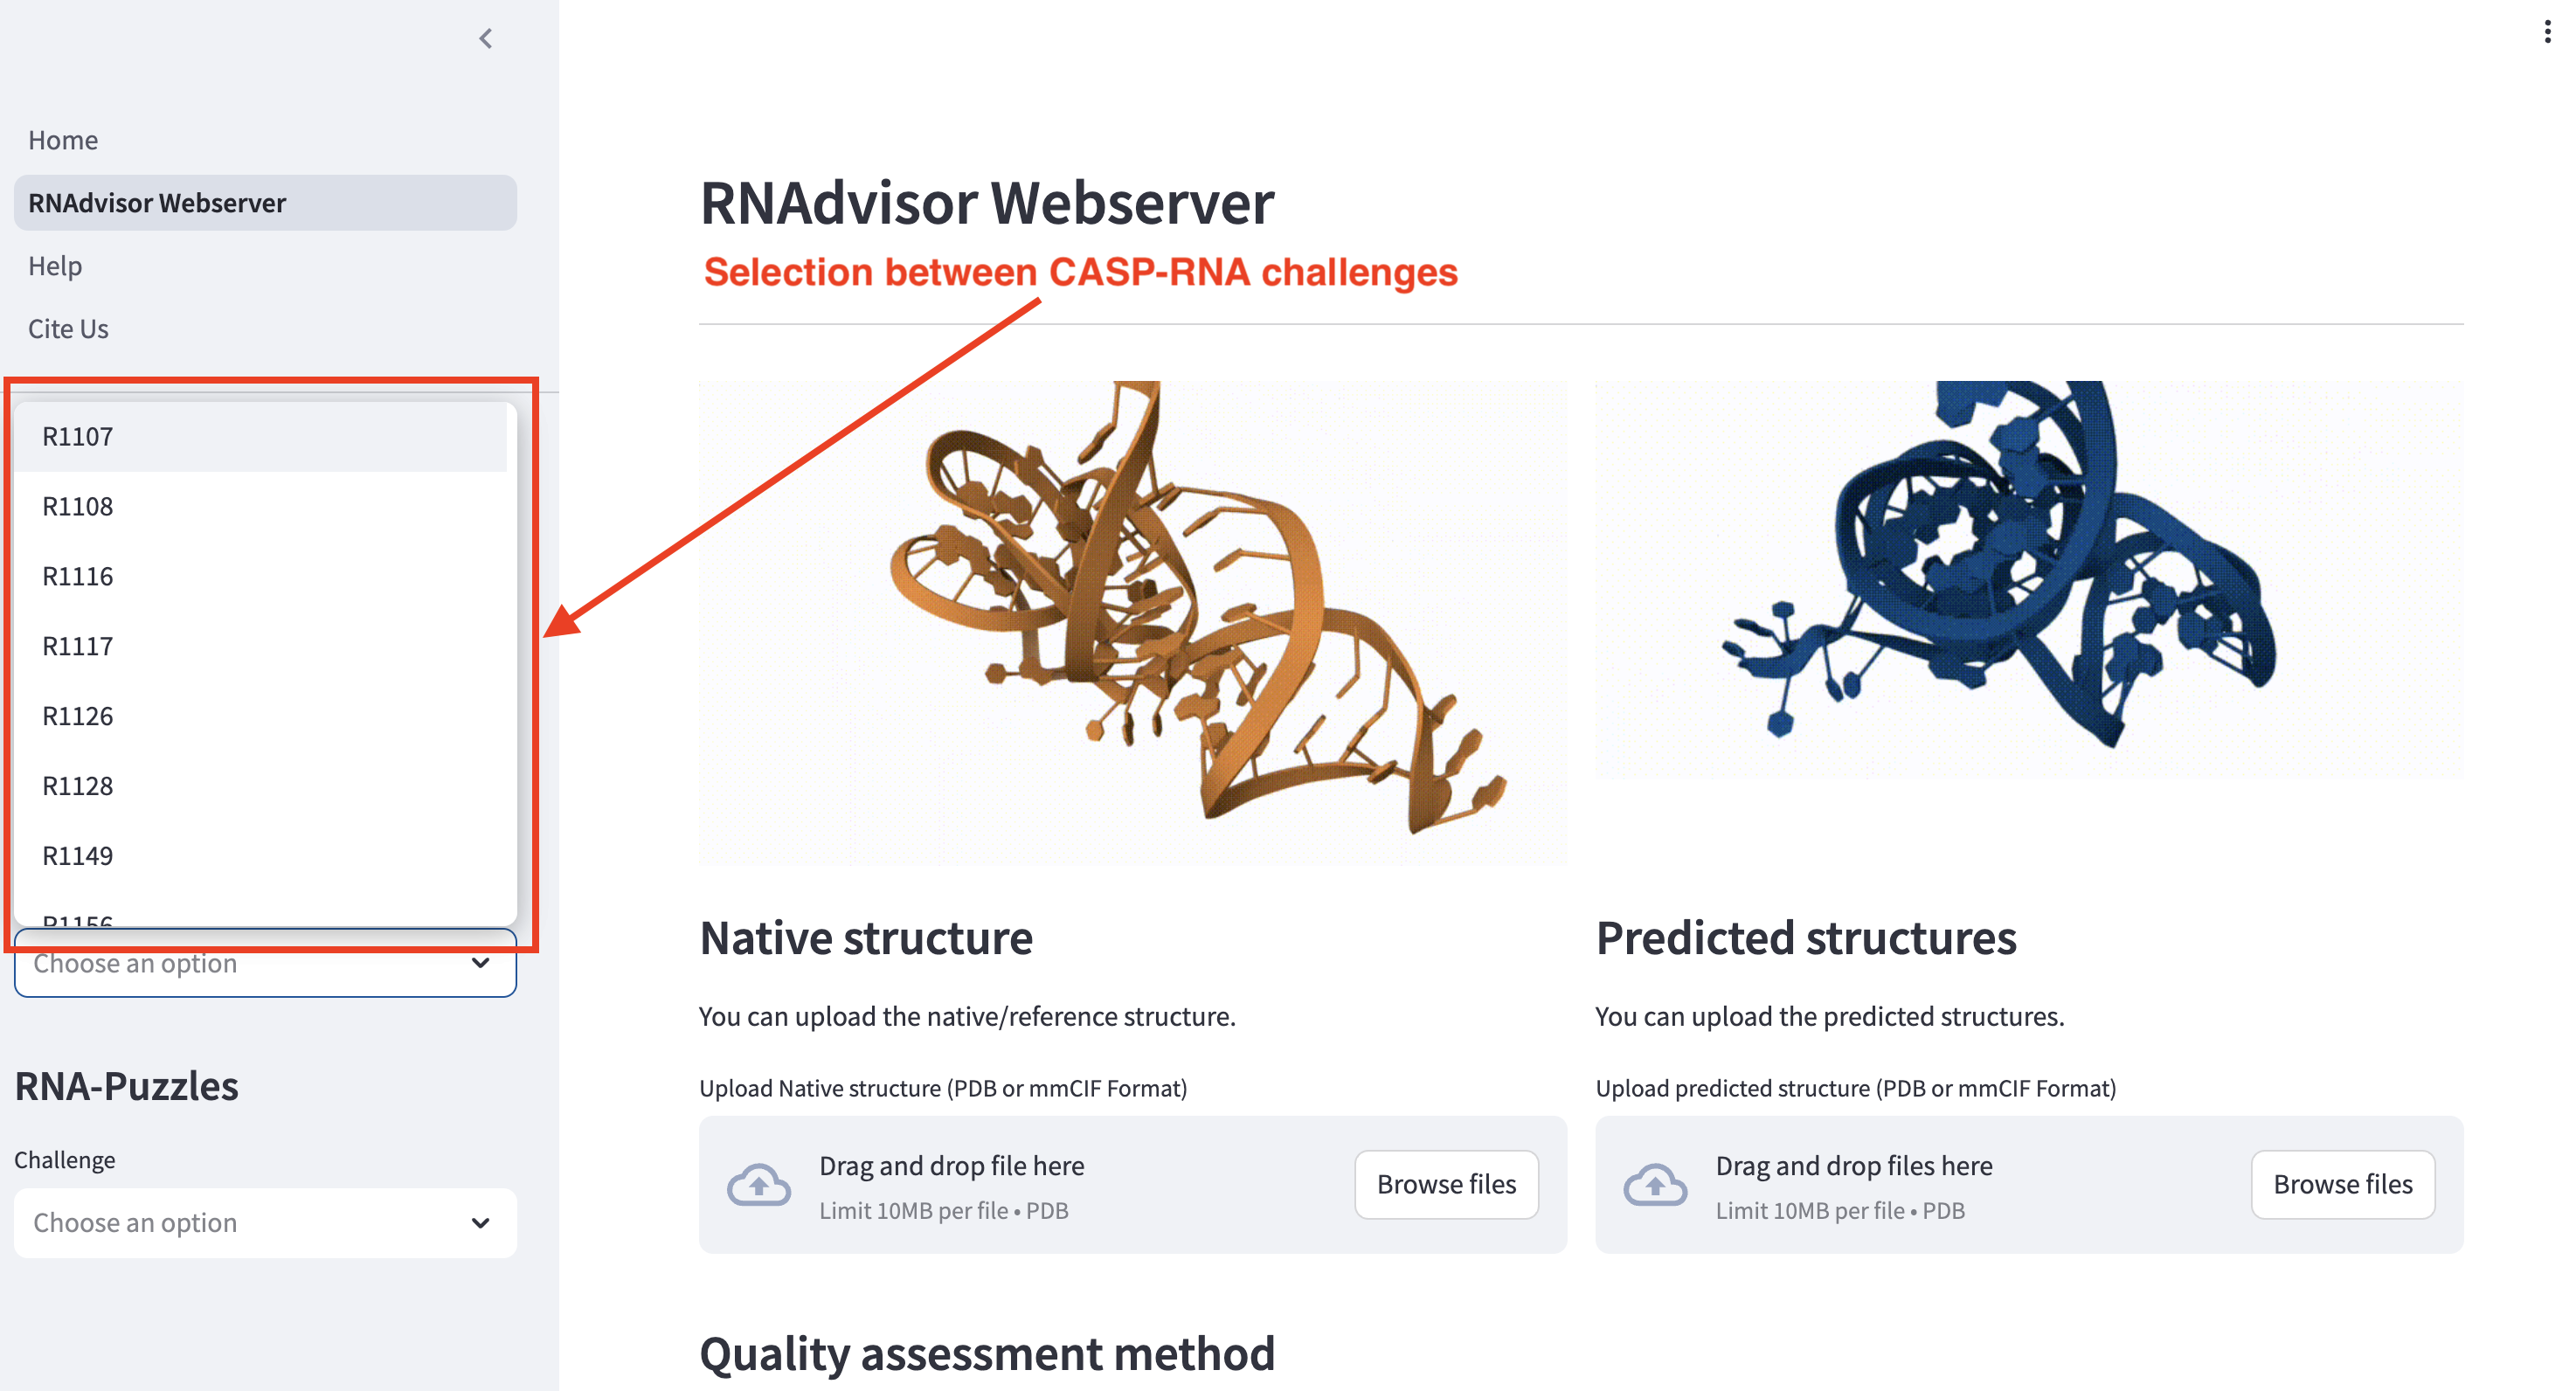 Home
RNAdvisor Webserver
Help
Cite Us
R1107
R1108
R1116
R1117
R1126
R1128
R1149
R1156
Choose an option
RNA-Puzzles
Challenge
Choose an option
RNAdvisor Webserver
Selection between CASP-RNA challenges
Native structure
You can upload the native/reference structure.
Upload Native structure (PDB or mmCIF Format)
Drag and drop file here
Limit 10MB per file • PDB
Browse files
Predicted structures
You can upload the predicted structures.
Upload predicted structure (PDB or mmCIF Format)
Drag and drop files here
Limit 10MB per file • PDB
Browse files
Quality assessment method